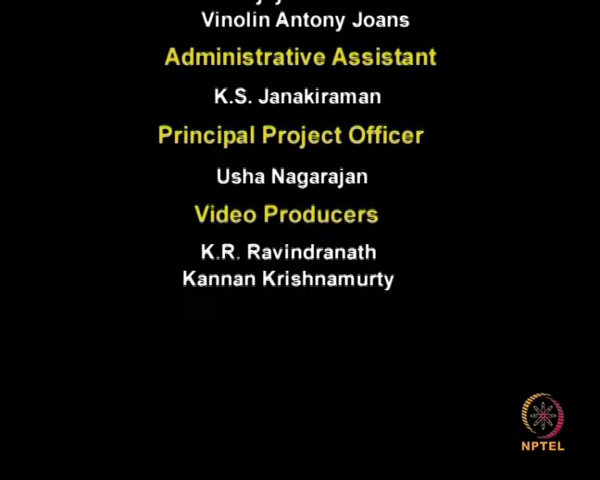 Vinolin Antony Joans
Administrative Assistant
K.S. Janakiraman
Principal Project Officer
Usha Nagarajan
Video Producers
K.R. Ravindranath
Kannan Krishnamurty
NPTEL